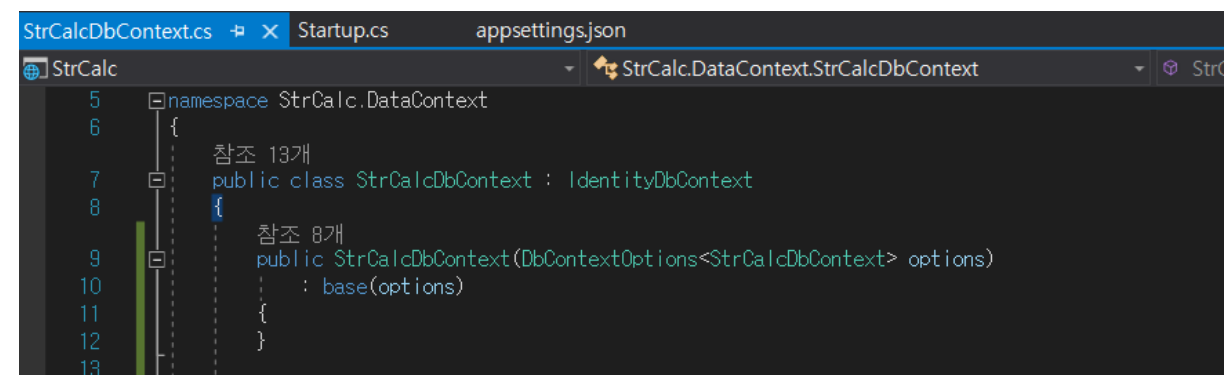 StrCalcDbContext.cs Startup.cs appsettings.json
StrCalc StrCalc.DataContext.StrCalcDbContext
5 namespace StrCalc.DataContext
6 {
참조 13개
7 public class StrCalcDbContext : IdentityDbContext
8 {
참조 8개
9 public StrCalcDbContext(DbContextOptions<StrCalcDbContext> options)
10 : base(options)
11 {
12 }
13